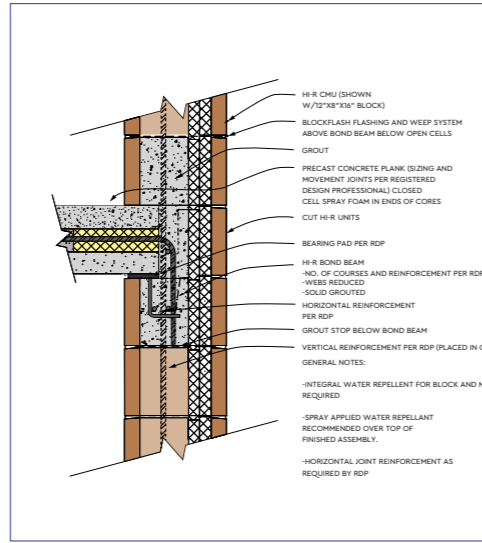 HI-R CMU (SHOWN
W/12"X8"X16" BLOCK)
BLOCKFLASH FLASHING AND WEEP SYSTEM
ABOVE BOND BEAM BELOW OPEN CELLS
GROUT
PRECAST CONCRETE PLANK (SIZING AND
MOVEMENT JOINTS PER REGISTERED
DESIGN PROFESSIONAL) CLOSED
CELL SPRAY FOAM IN ENDS OF CORES
CUT HI-R UNITS
BEARING PAD PER RDP
HI-R BOND BEAM
-NO. OF COURSES AND REINFORCEMENT PER RDP
-WEBS REDUCED
-SOLID GROUTED
HORIZONTAL REINFORCEMENT
PER RDP
GROUT STOP BELOW BOND BEAM
VERTICAL REINFORCEMENT PER RDP (PLACED IN
GENERAL NOTES:
-INTEGRAL WATER REPELLENT FOR BLOCK AND
REQUIRED
-SPRAY APPLIED WATER REPELLANT
RECOMMENDED OVER TOP OF
FINISHED ASSEMBLY.
-HORIZONTAL JOINT REINFORCEMENT AS
REQUIRED BY RDP